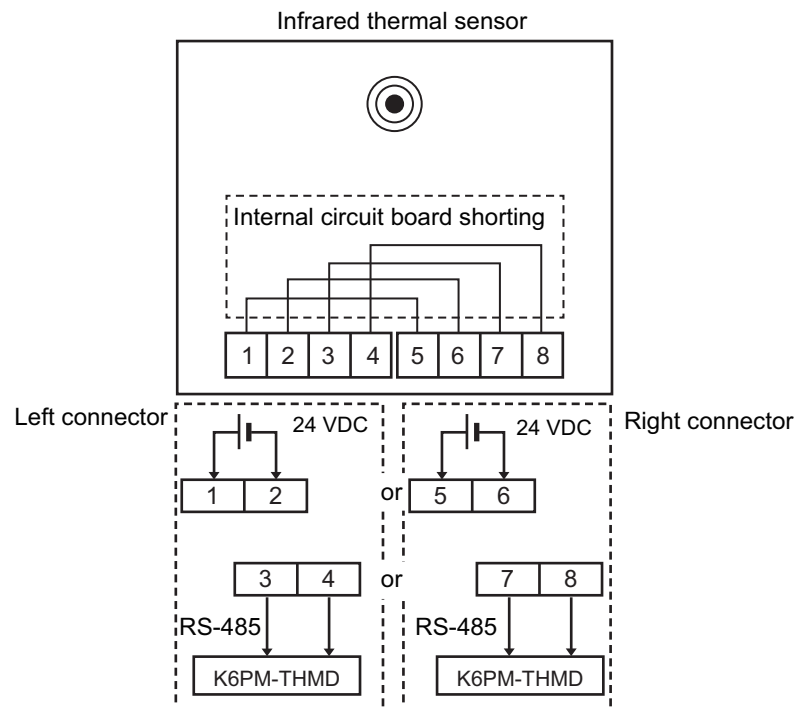 Infrared thermal sensor
Internal circuit board shorting
1 2 3 4 5 6 7 8
Left connector 24 VDC 24 VDC Right connector
1 2 or 5 6
3 4 or 7 8
RS-485 RS-485
K6PM-THMD K6PM-THMD